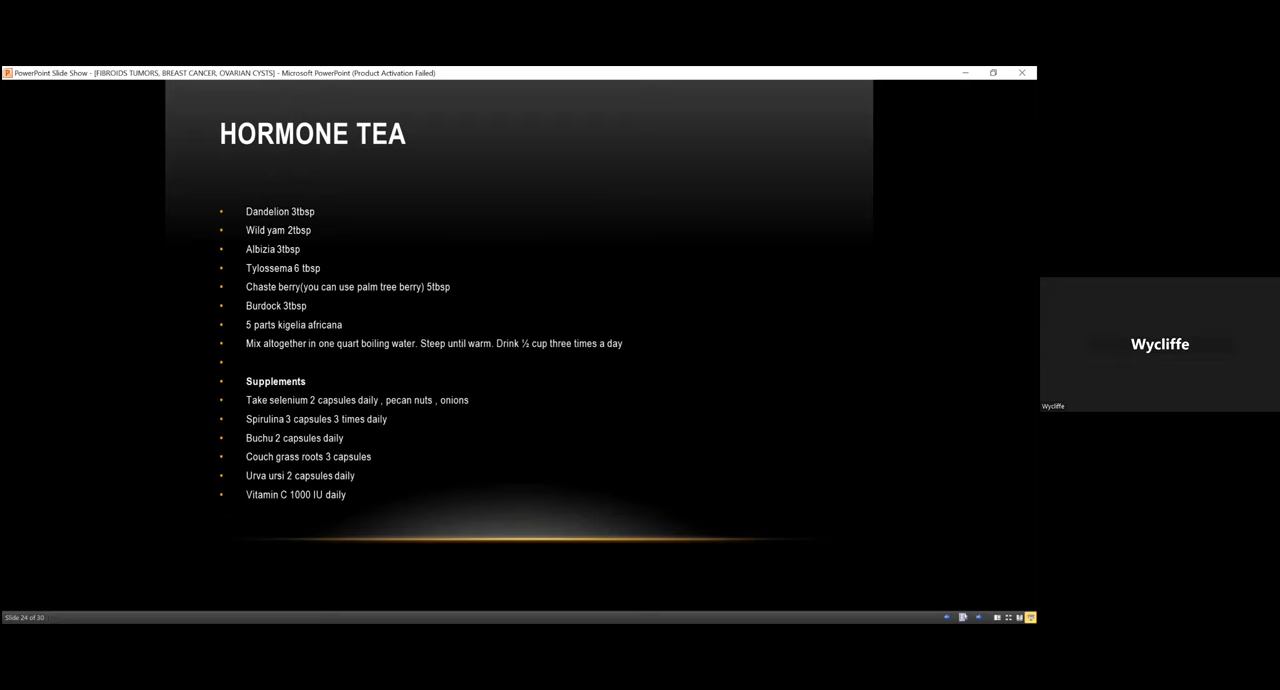 PowerPoint Slide Show - [FIBROIDS TUMORS, BREAST CANCER, OVARIAN CYSTS] - Microsoft PowerPoint (Product Activation Failed)
HORMONE TEA
• Dandelion 3tbsp
• Wild yam 2tbsp
• Albizia 3tbsp
• Tylossema 6 tbsp
• Chaste berry(you can use palm tree berry) 5tbsp
• Burdock 3tbsp
• 5 parts kigelia africana
• Mix altogether in one quart boiling water. Steep until warm. Drink ½ cup three times a day
•
• Supplements
• Take selenium 2 capsules daily , pecan nuts , onions
• Spirulina 3 capsules 3 times daily
• Buchu 2 capsules daily
• Couch grass roots 3 capsules
• Urva ursi 2 capsules daily
• Vitamin C 1000 IU daily
Wycliffe
Wycliffe
Slide 24 of 30